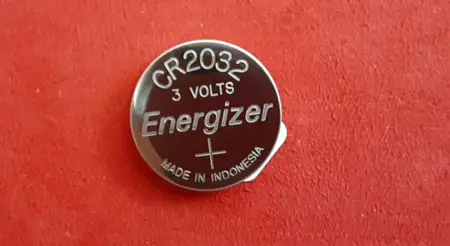 CR2032
3 VOLTS
Energizer
+
MADE IN INDONESIA